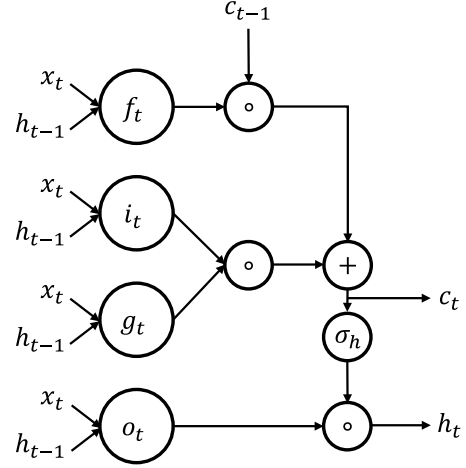 c_{t-1}
x_t
h_{t-1}
f_t
∘
x_t
h_{t-1}
i_t
x_t
h_{t-1}
g_t
∘
+
c_t
σ_h
x_t
h_{t-1}
o_t
∘
h_t